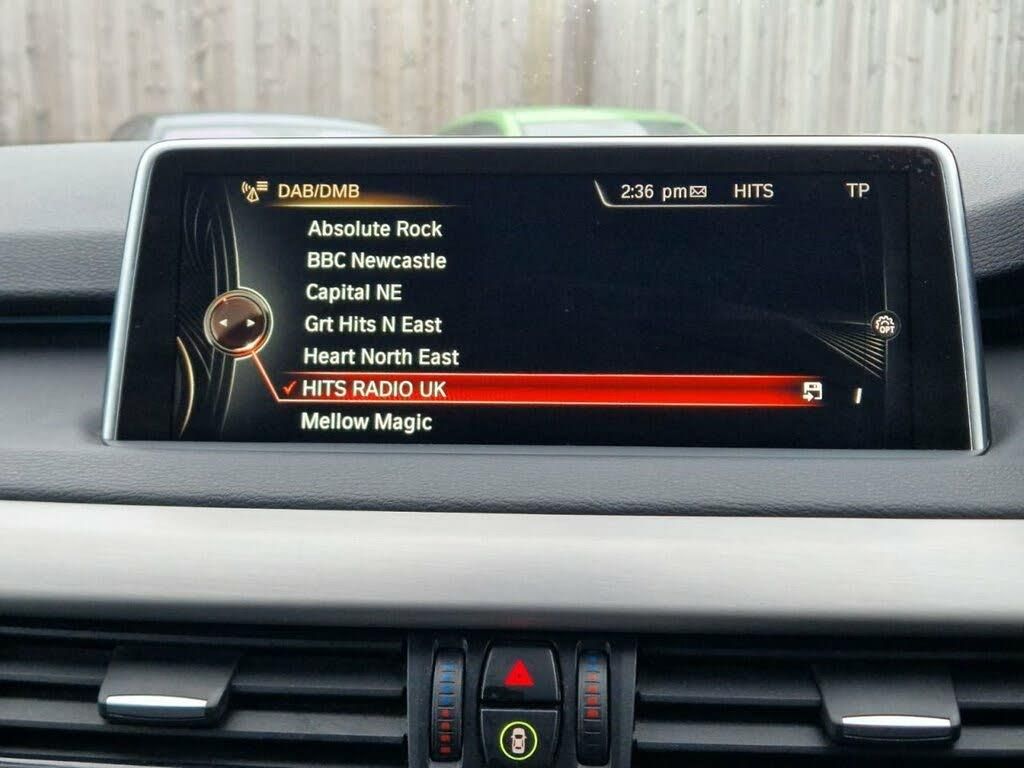 DAB/DMB 2:36 pm HITS TP
Absolute Rock
BBC Newcastle
Capital NE
Grt Hits N East
OPT
Heart North East
HITS RADIO UK
Mellow Magic